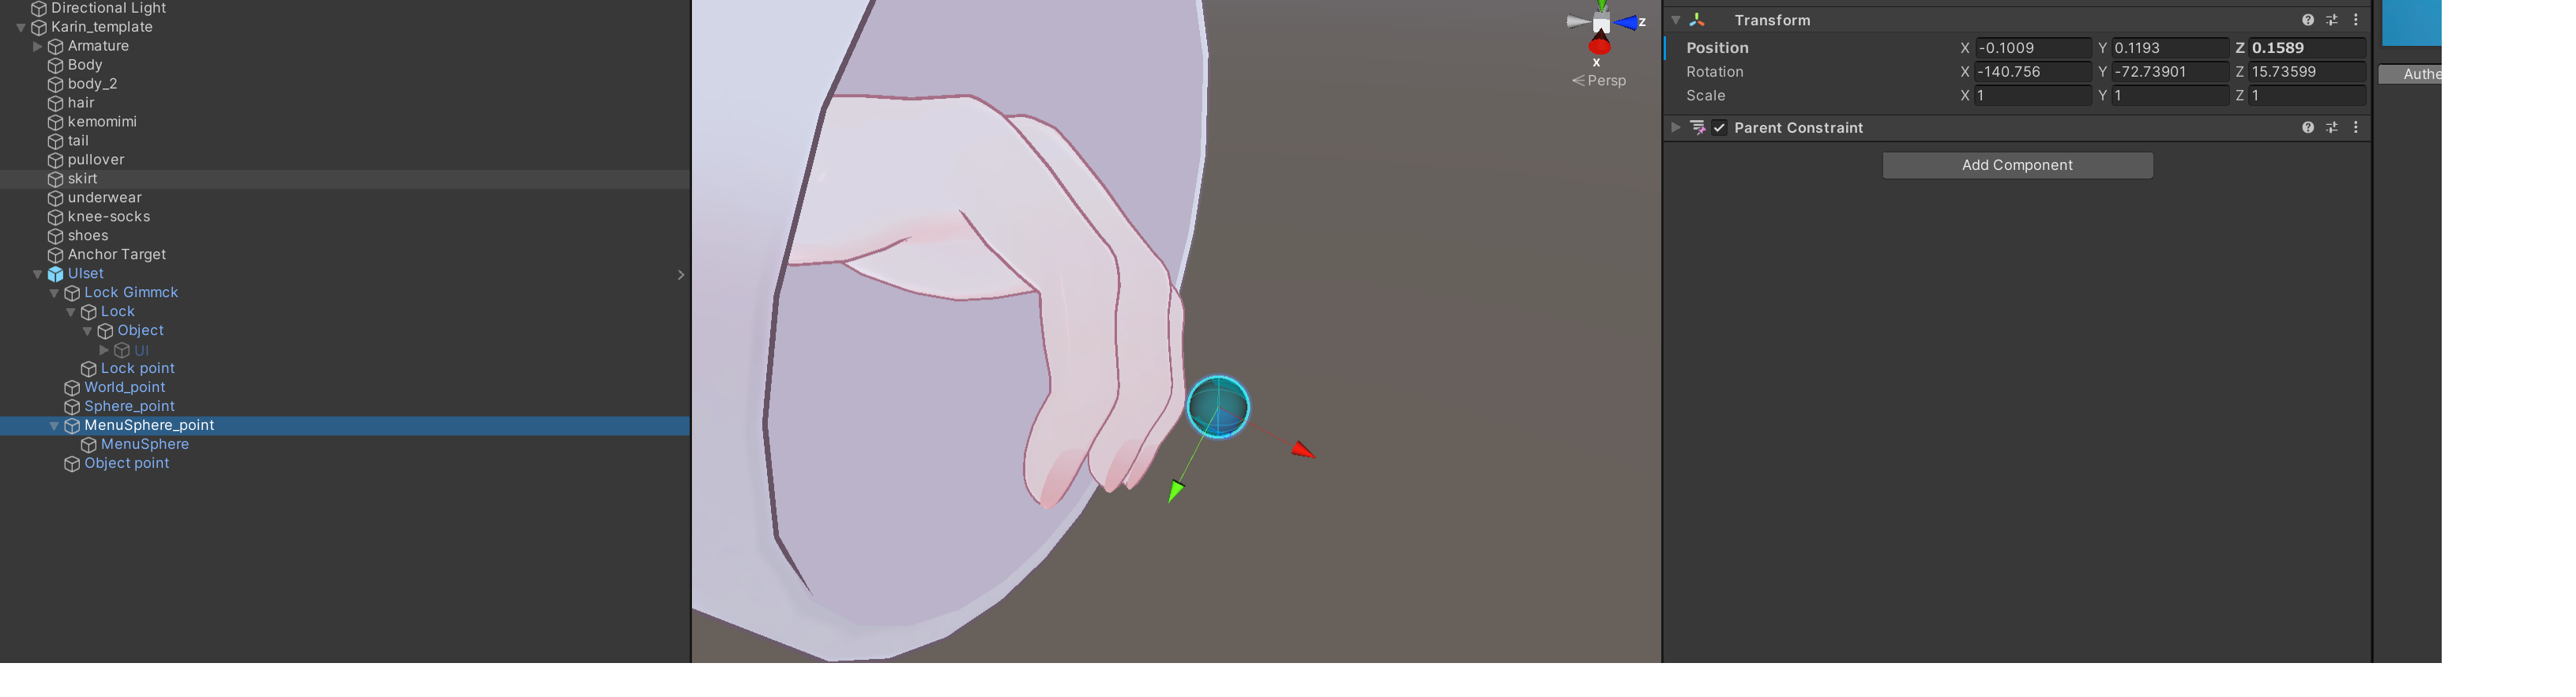 Directional Light
Karin_template
Armature
Body
body_2
hair
kemomimi
tail
pullover
skirt
underwear
knee-socks
shoes
Anchor Target
UIset
Lock Gimmck
Lock
Object
UI
Lock point
World_point
Sphere_point
MenuSphere_point
MenuSphere
Object point
z
x
Persp
Transform
Position X -0.1009 Y 0.1193 Z 0.1589
Rotation X -140.756 Y -72.73901 Z 15.73599
Scale X 1 Y 1 Z 1
Parent Constraint
Add Component
Authe